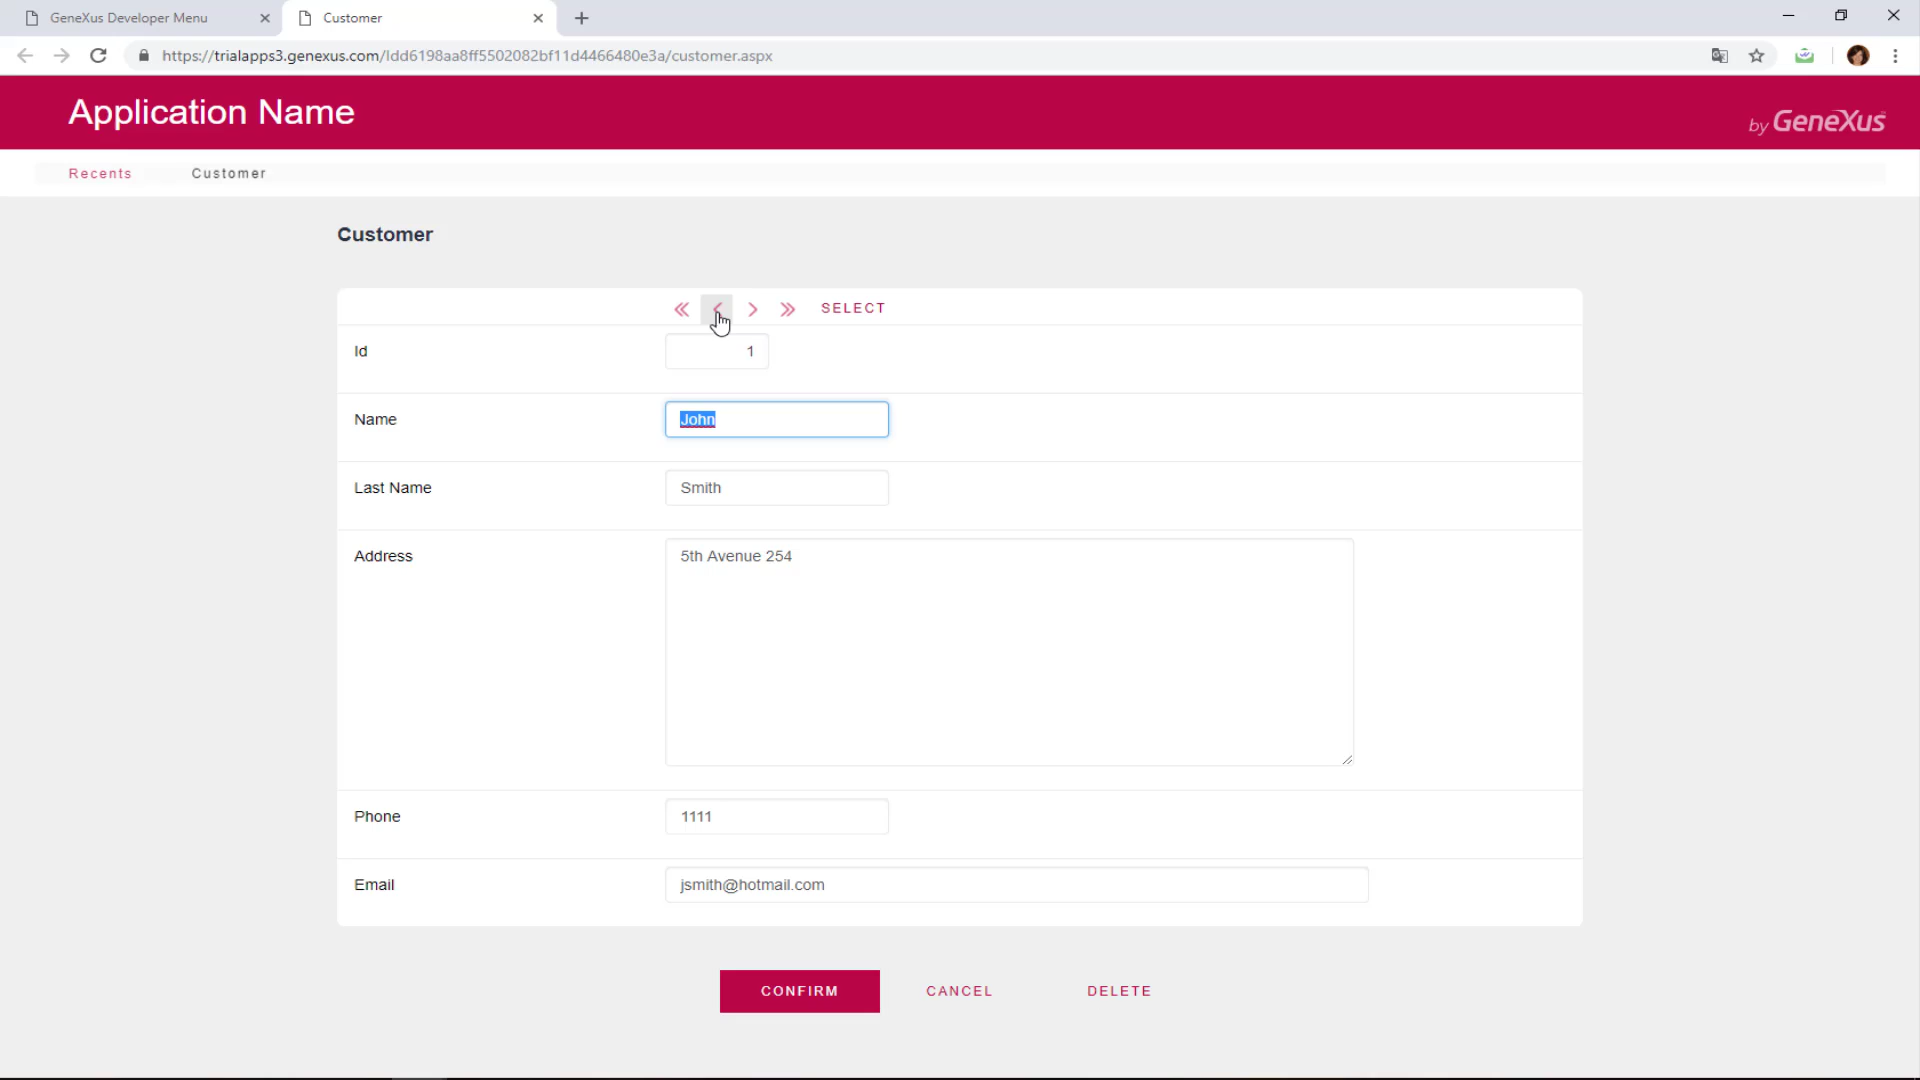 GeneXus Developer Menu
Customer
https://trialapps3.genexus.com/Idd6198aa8ff5502082bf11d4466480e3a/customer.aspx
Application Name
by GeneXus
Recents
Customer
Customer
SELECT
Id
1
Name
John
Last Name
Smith
Address
5th Avenue 254
Phone
1111
Email
jsmith@hotmail.com
CONFIRM
CANCEL
DELETE